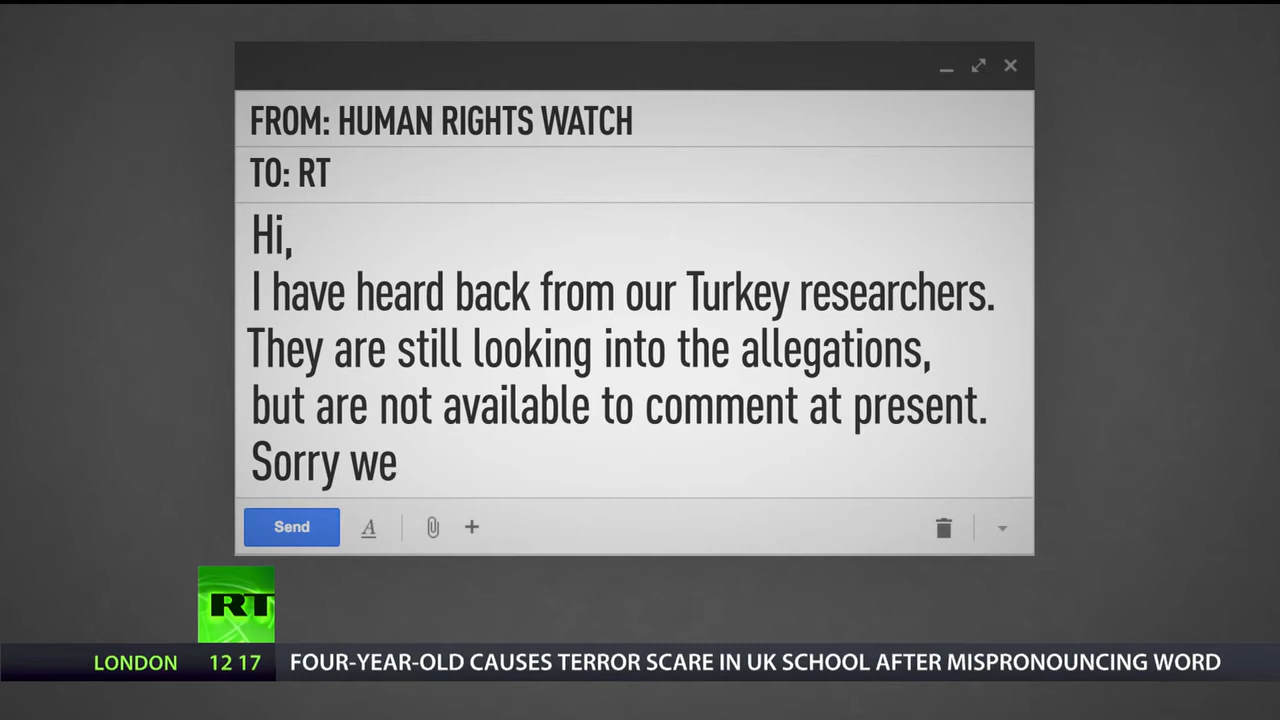 FROM: HUMAN RIGHTS WATCH
TO: RT
Hi,
I have heard back from our Turkey researchers.
They are still looking into the allegations,
but are not available to comment at present.
Sorry we
Send
A
RT
LONDON 12 17 FOUR-YEAR-OLD CAUSES TERROR SCARE IN UK SCHOOL AFTER MISPRONOUNCING WORD